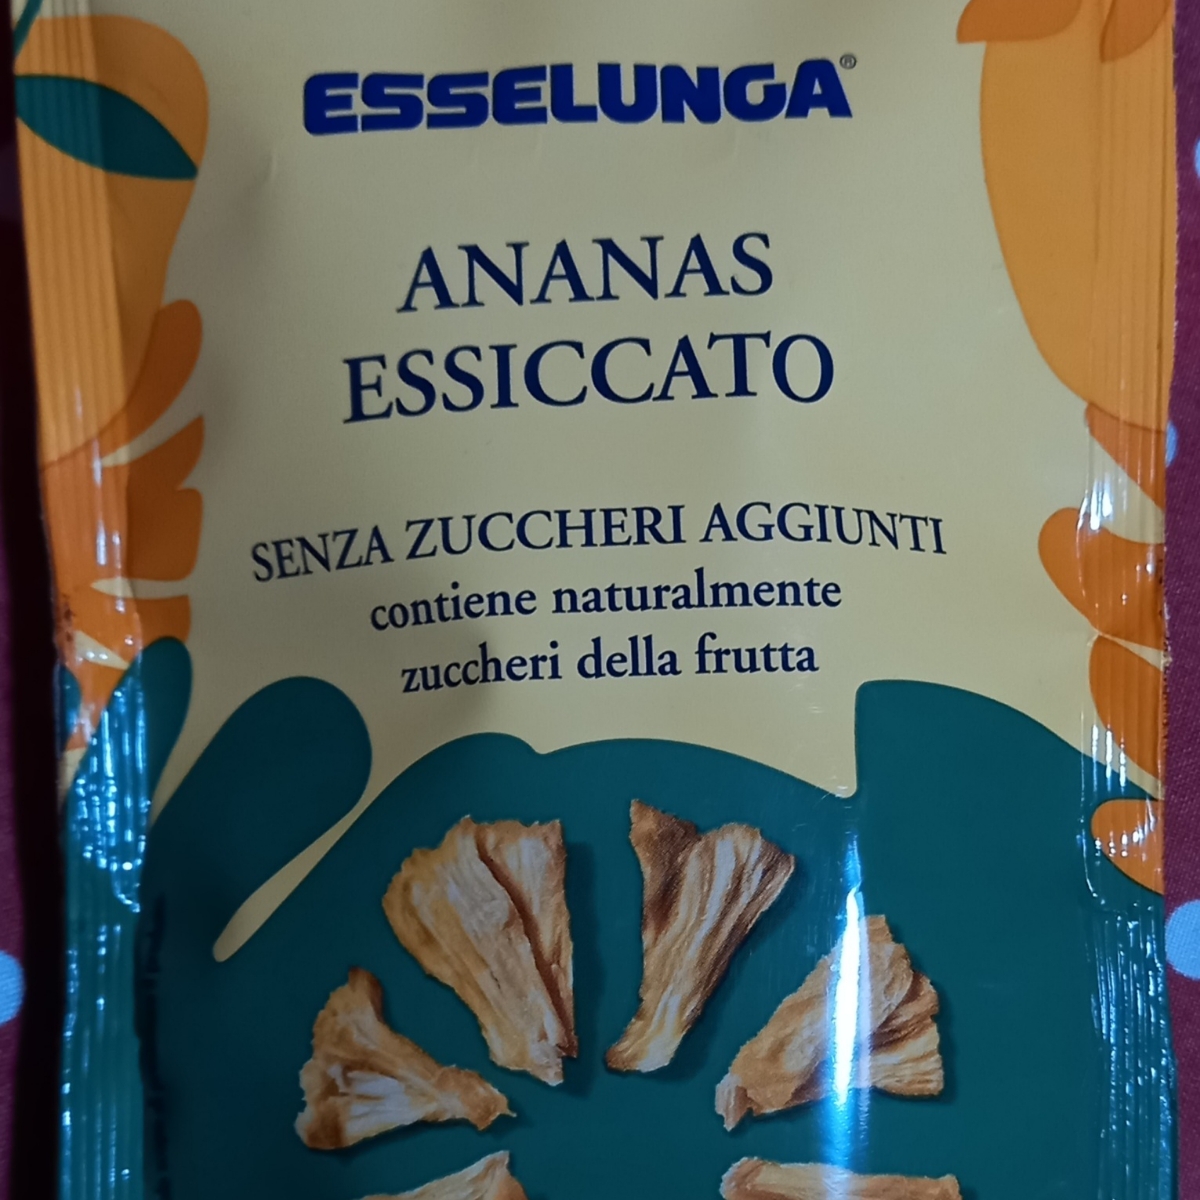 ESSELUNGA®
ANANAS
ESSICCATO
SENZA ZUCCHERI AGGIUNTI
contiene naturalmente
zuccheri della frutta